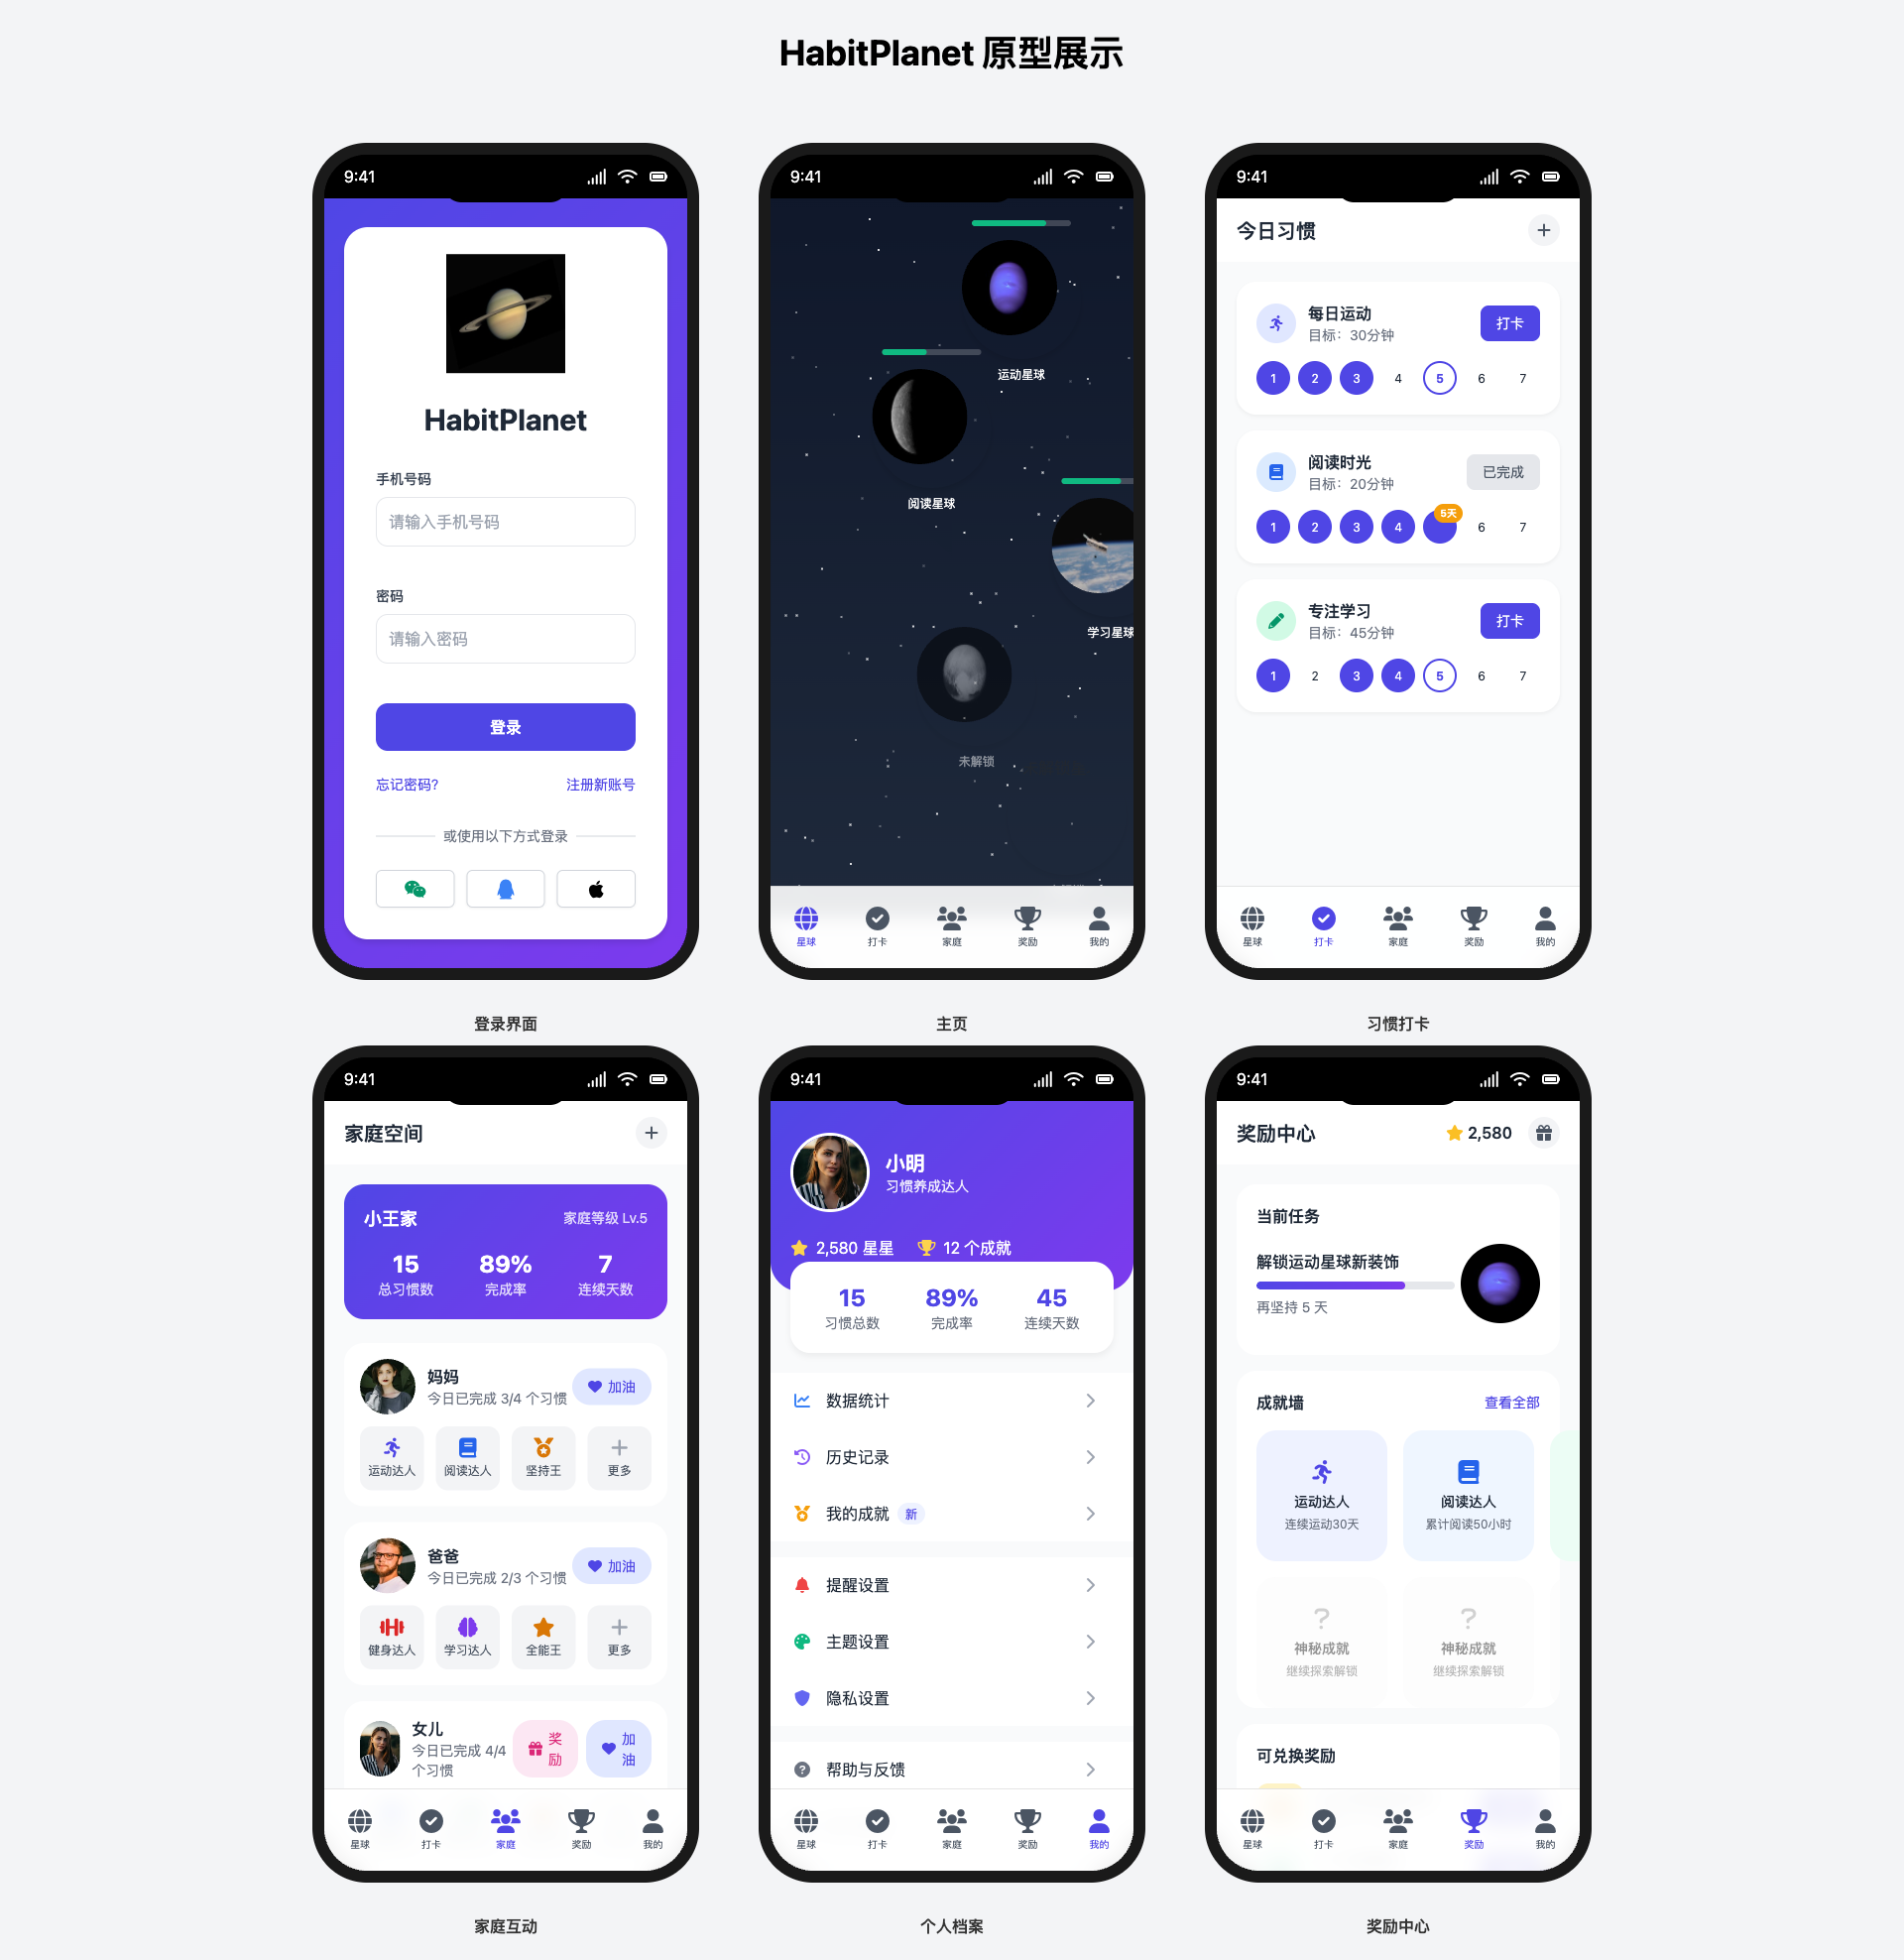 HabitPlanet 原型展示
9:41
HabitPlanet
手机号码
请输入手机号码
密码
请输入密码
登录
忘记密码?
注册新账号
或使用以下方式登录
登录界面
9:41
运动星球
阅读星球
学习星球
未解锁
星球
打卡
家庭
奖励
我的
主页
9:41
今日习惯
每日运动
目标：30分钟
打卡
1 2 3 4 5 6 7
阅读时光
目标：20分钟
已完成
5天
1 2 3 4 6 7
专注学习
目标：45分钟
打卡
1 2 3 4 5 6 7
星球
打卡
家庭
奖励
我的
习惯打卡
9:41
家庭空间
小王家
家庭等级 Lv.5
15 89% 7
总习惯数 完成率 连续天数
妈妈
今日已完成 3/4 个习惯
加油
运动达人
阅读达人
坚持王
更多
爸爸
今日已完成 2/3 个习惯
加油
健身达人
学习达人
全能王
更多
女儿
今日已完成 4/4
个习惯
奖
励
加
油
星球
打卡
家庭
奖励
我的
家庭互动
9:41
小明
习惯养成达人
2,580 星星
12 个成就
15 89% 45
习惯总数 完成率 连续天数
数据统计
历史记录
我的成就
新
提醒设置
主题设置
隐私设置
帮助与反馈
星球
打卡
家庭
奖励
我的
个人档案
9:41
奖励中心
2,580
当前任务
解锁运动星球新装饰
再坚持 5 天
成就墙
查看全部
运动达人
连续运动30天
阅读达人
累计阅读50小时
?
神秘成就
继续探索解锁
?
神秘成就
继续探索解锁
可兑换奖励
星球
打卡
家庭
奖励
我的
奖励中心